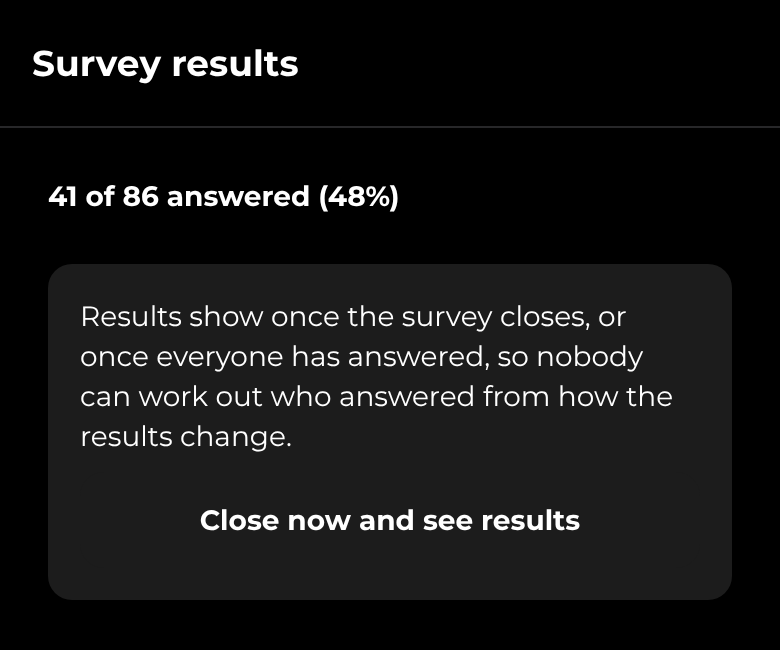 Survey results
41 of 86 answered (48%)
Results show once the survey closes, or
once everyone has answered, so nobody
can work out who answered from how the
results change.
Close now and see results